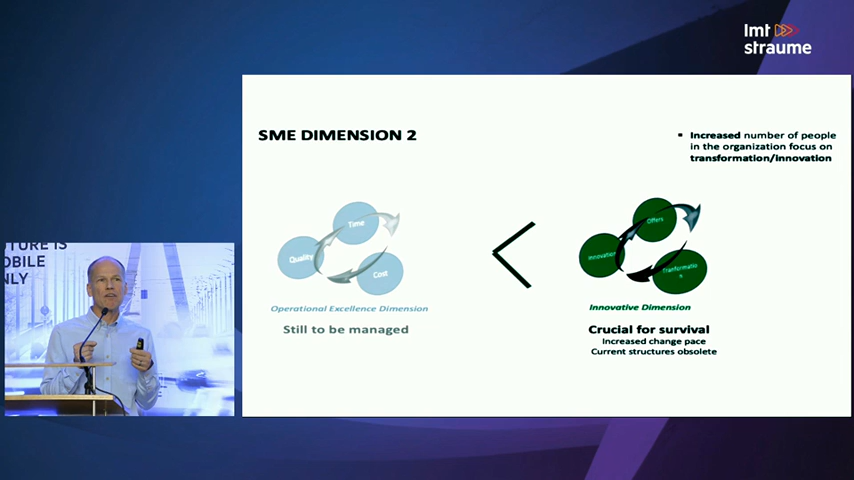 lmt
straume
SME DIMENSION 2
Increased number of people
in the organization focus on
transformation/innovation
Time
Quality
Cost
Offers
Innovation
Tranformatio
n
Operational Excellence Dimension
Still to be managed
Innovative Dimension
Crucial for survival
Increased change pace
Current structures obsolete
TURE IS
OBILE
NLY